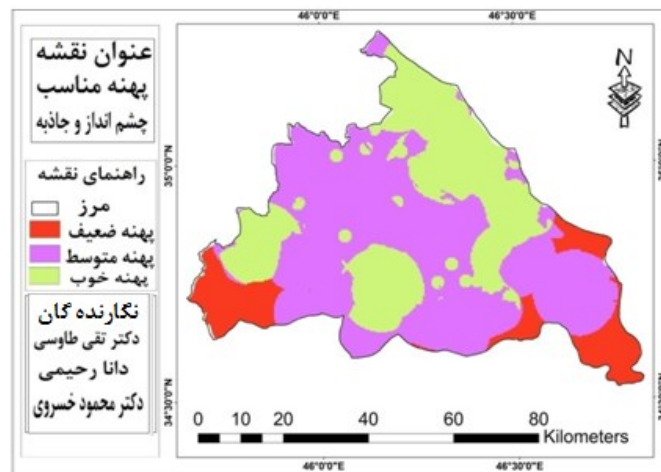 عنوان نقشه
پهنه مناسب
چشم انداز و جاذبه
راهنمای نقشه
مرز
پهنه ضعیف
پهنه متوسط
پهنه خوب
نگارنده گان
دکتر تقی طاوسی
دانا رحیمی
دکتر محمود خسروی
46°0'0"E
46°30'0"E
N
35°0'0"N
34°30'0"N
0 5 10 20 40 60 80
Kilometers
46°0'0"E
46°30'0"E